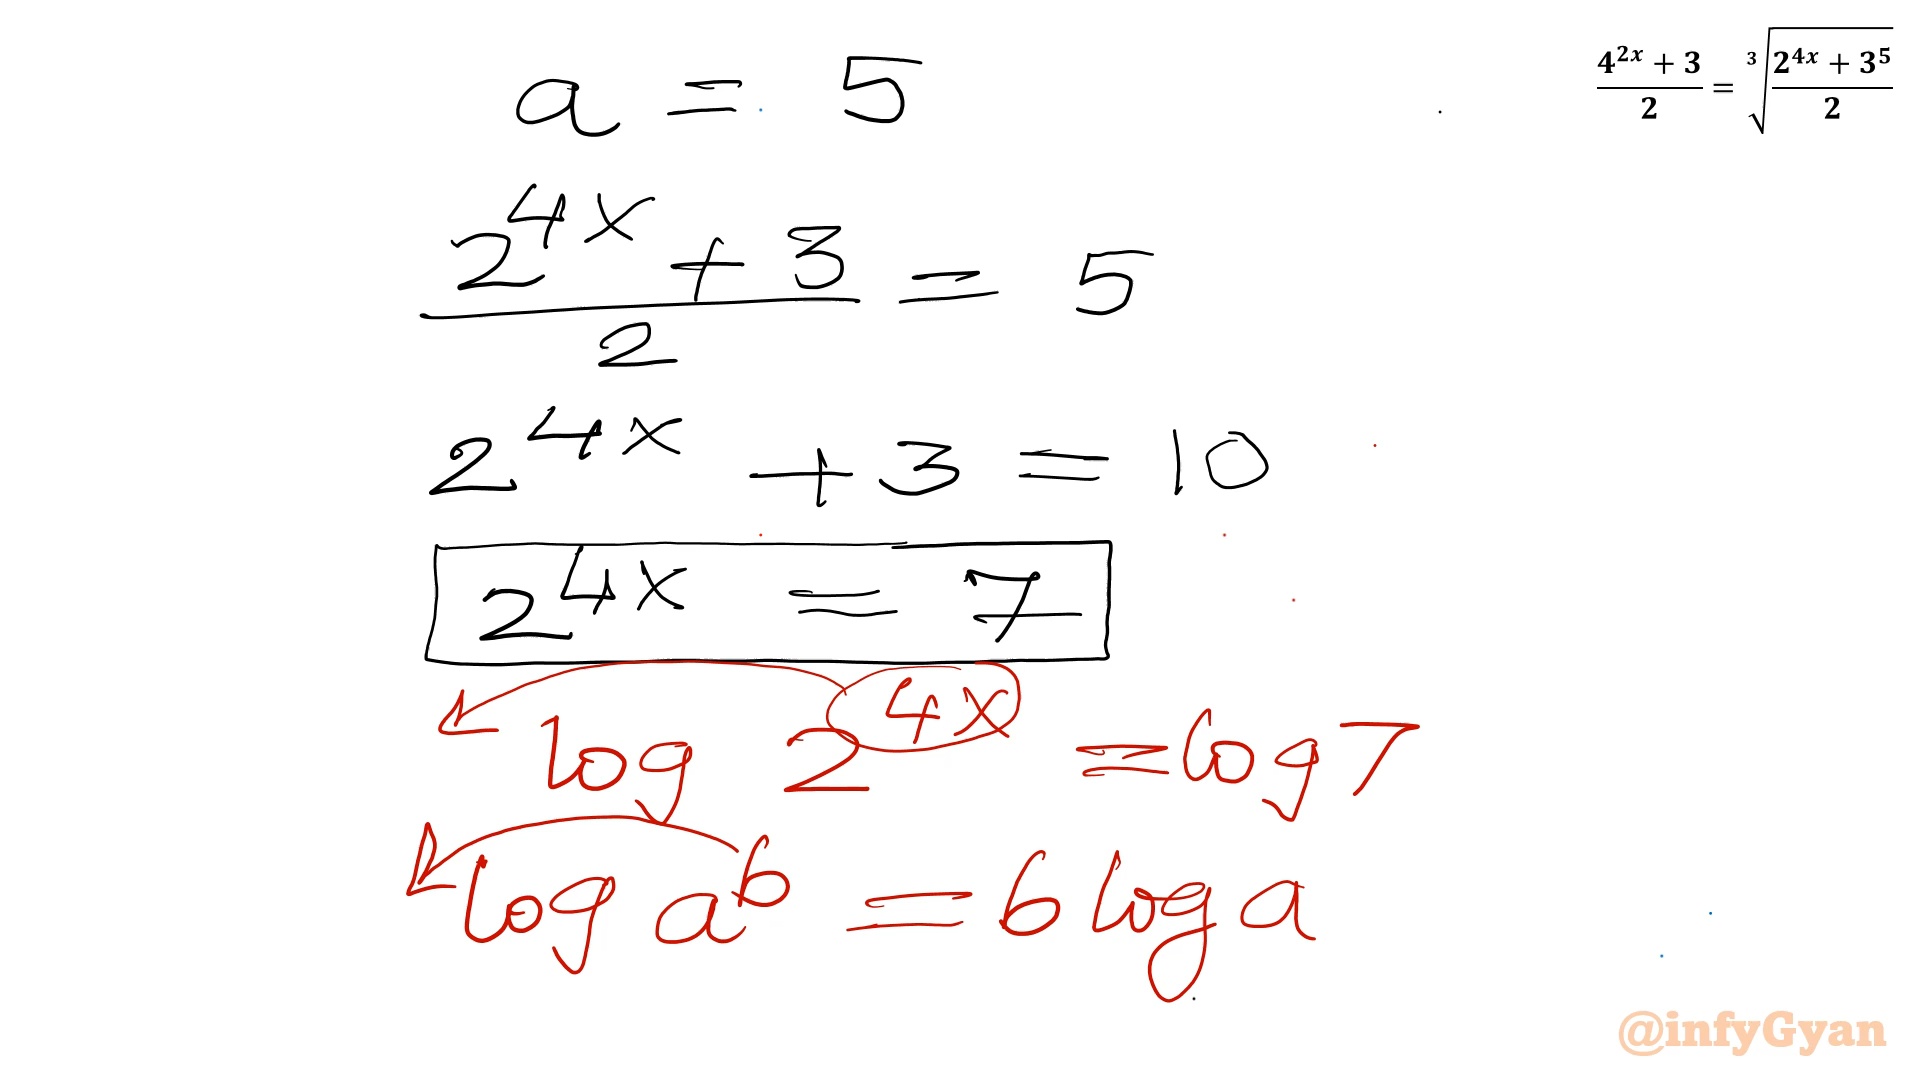 a = 5
(4^{2x} + 3)/2 = ∛((2^{4x} + 3^5)/2)
(2^{4x} + 3)/2 = 5
2^{4x} + 3 = 10
2^{4x} = 7
log 2^{4x} = log 7
log a^b = b log a
@infyGyan